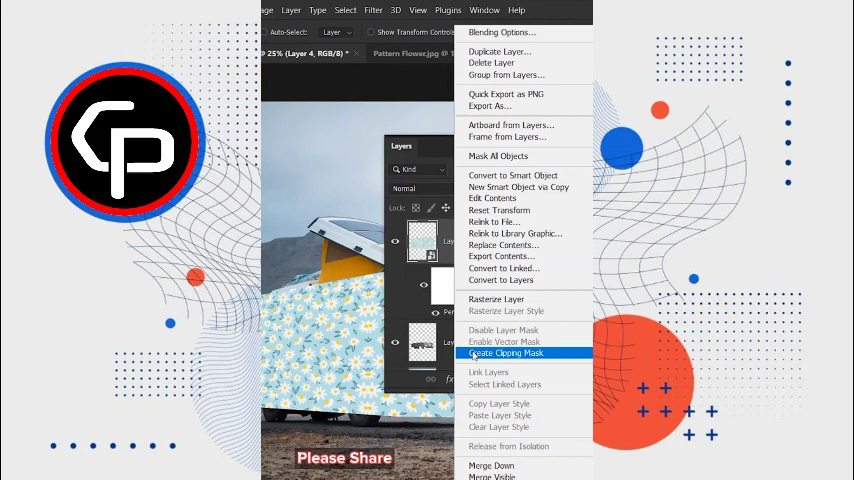 age Layer Type Select Filter 3D View Plugins Window Help
Auto-Select: Layer Show Transform Controls
25% (Layer 4, RGB/8) * × Pattern Flower.jpg @ 1
Blending Options...
Duplicate Layer...
Delete Layer
Group from Layers...
Quick Export as PNG
Export As...
Artboard from Layers...
Frame from Layers...
Mask All Objects
Convert to Smart Object
New Smart Object via Copy
Edit Contents
Reset Transform
Relink to File...
Relink to Library Graphic...
Replace Contents...
Export Contents...
Convert to Linked...
Convert to Layers
Rasterize Layer
Rasterize Layer Style
Disable Layer Mask
Enable Vector Mask
Create Clipping Mask
Link Layers
Select Linked Layers
Copy Layer Style
Paste Layer Style
Clear Layer Style
Release from Isolation
Merge Down
Merge Visible
Layers
Kind
Normal
Lock:
Lay
Per
Lay
fx
CP
Please Share